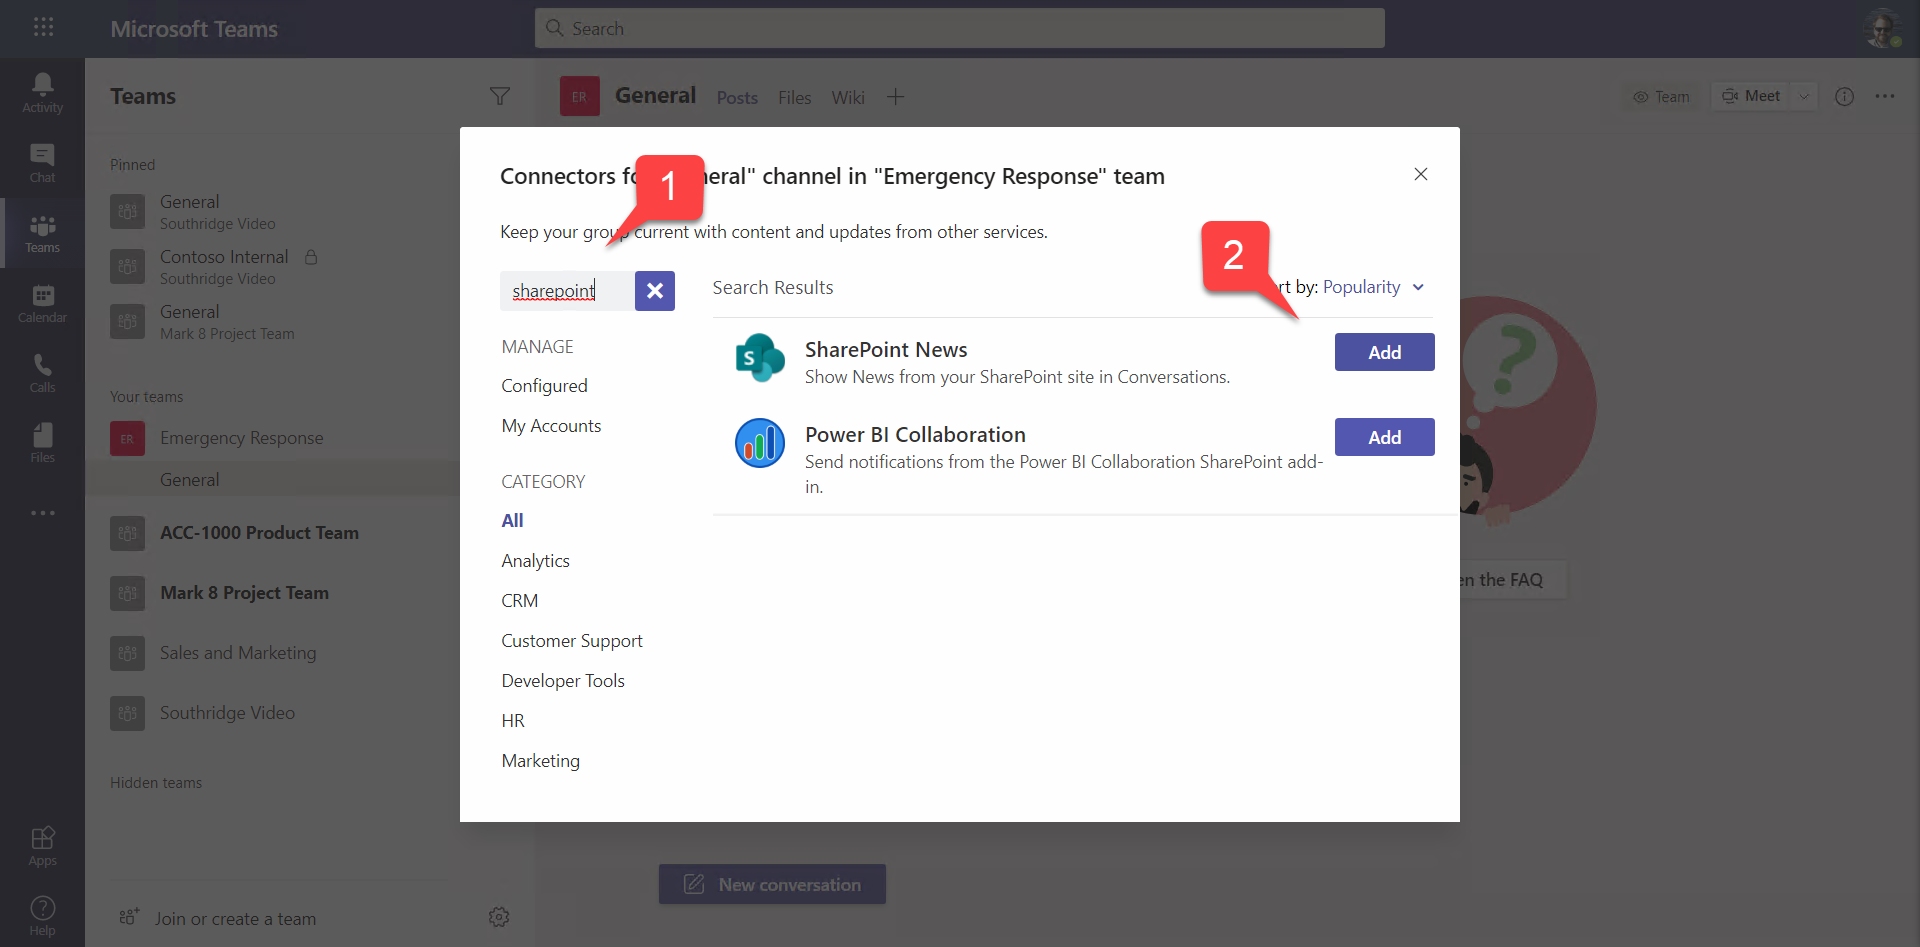 Microsoft Teams
Search
Activity
Chat
Teams
Calendar
Calls
Files
Apps
Help
Teams
Pinned
General
Southridge Video
Contoso Internal
Southridge Video
General
Mark 8 Project Team
Your teams
ER
Emergency Response
General
ACC-1000 Product Team
Mark 8 Project Team
Sales and Marketing
Southridge Video
Hidden teams
Join or create a team
ER
General
Posts
Files
Wiki
Team
Meet
Connectors fo neral" channel in "Emergency Response" team
1
Keep your group current with content and updates from other services.
2
sharepoint
Search Results
rt by: Popularity
MANAGE
Configured
My Accounts
CATEGORY
All
Analytics
CRM
Customer Support
Developer Tools
HR
Marketing
S
SharePoint News
Show News from your SharePoint site in Conversations.
Add
Power BI Collaboration
Send notifications from the Power BI Collaboration SharePoint add-
in.
Add
?
en the FAQ
New conversation